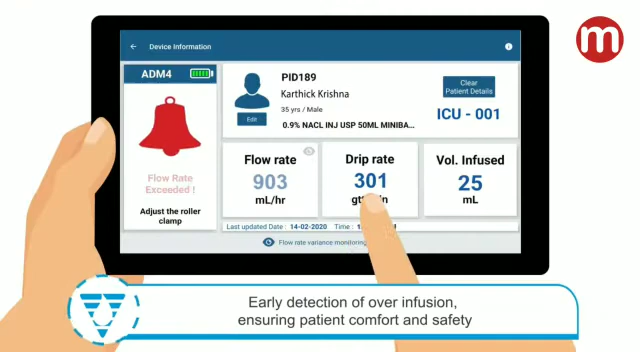 Device Information
ADM4
Flow Rate
Exceeded !
Adjust the roller
clamp
PID189
Karthick Krishna
35 yrs / Male
0.9% NACL INJ USP 50ML MINIBA...
Edit
Clear
Patient Details
ICU - 001
Flow rate
903
mL/hr
Drip rate
301
Vol. Infused
25
mL
Last updated Date : 14-02-2020 Time :
Flow rate variance monitoring
Early detection of over infusion,
ensuring patient comfort and safety
m